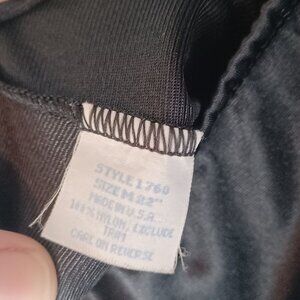 STYLE 1760
SIZE M 32"
MADE IN U.S.A.
100% NYLON, EXCLUDE
TRIM
CARE ON REVERSE